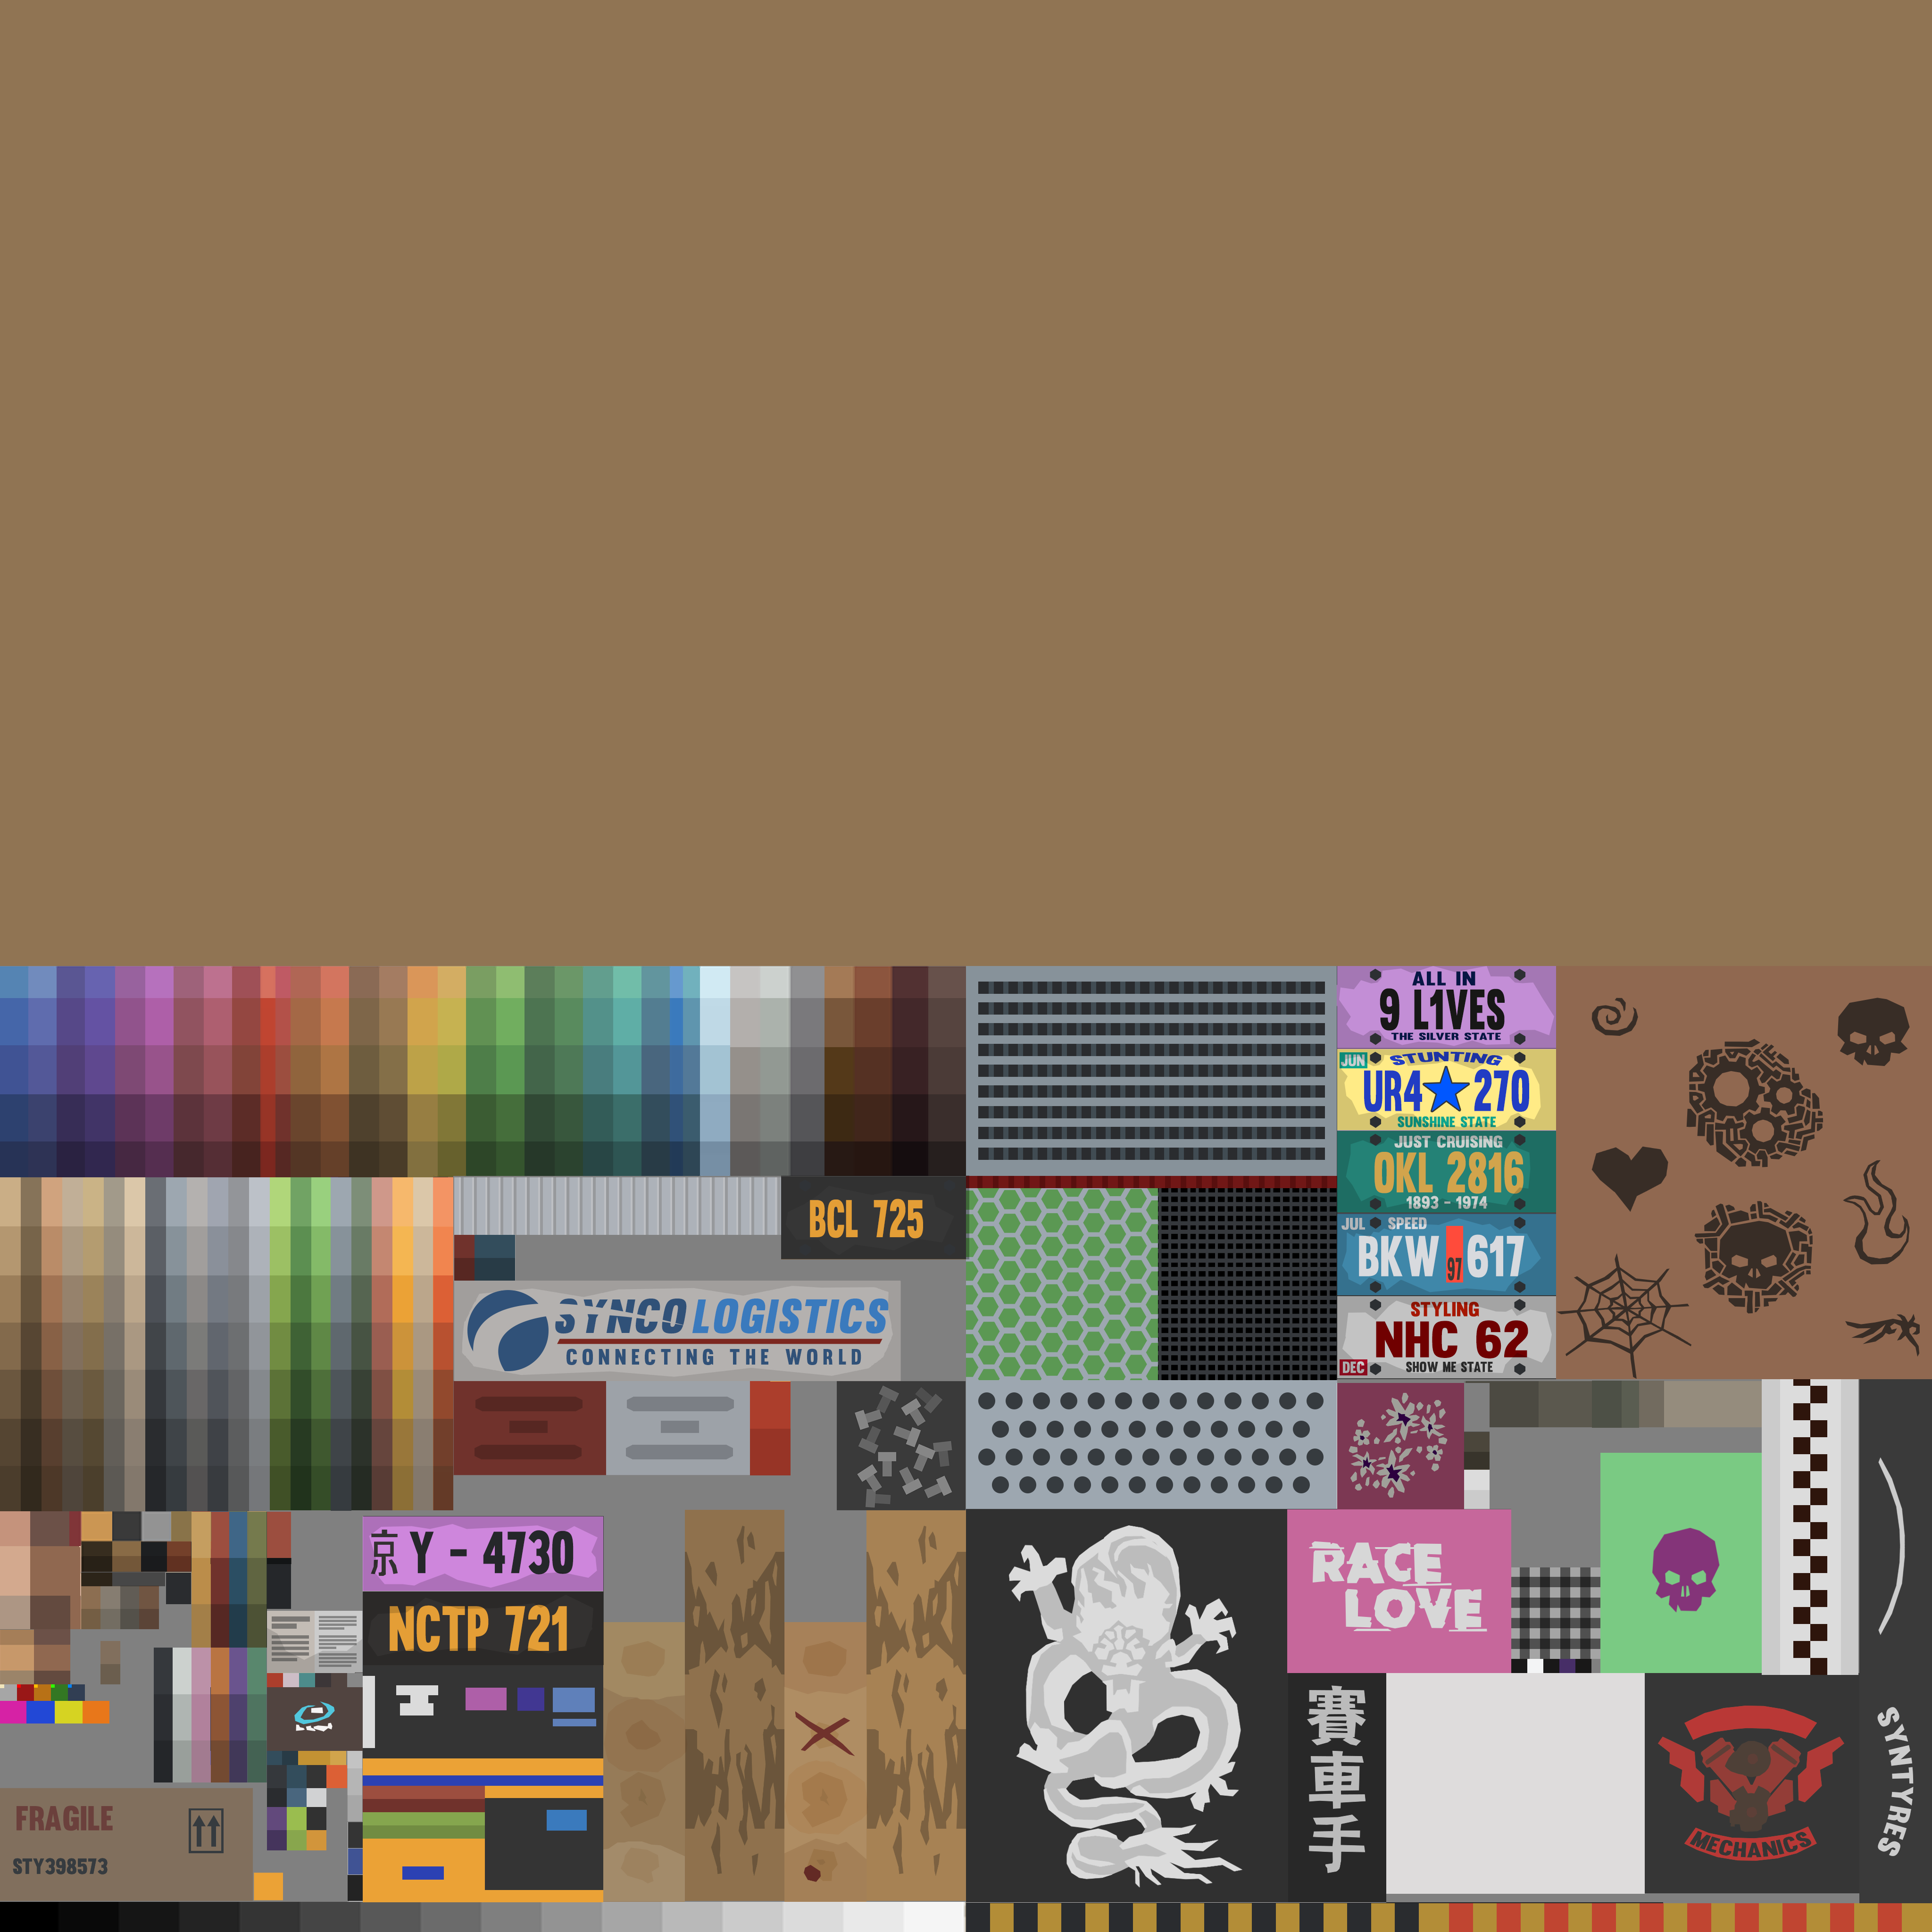 ALL IN
9 L1VES
THE SILVER STATE
JUN
STUNTING
UR4★270
SUNSHINE STATE
JUST CRUISING
OKL 2816
1893 - 1974
JUL SPEED
BKW 97 617
STYLING
NHC 62
DEC
SHOW ME STATE
BCL 725
SYNCO LOGISTICS
CONNECTING THE WORLD
京 Y - 4730
NCTP 721
RACE
LOVE
賽
車
手
MECHANICS
SYNTYRES
FRAGILE
STY398573